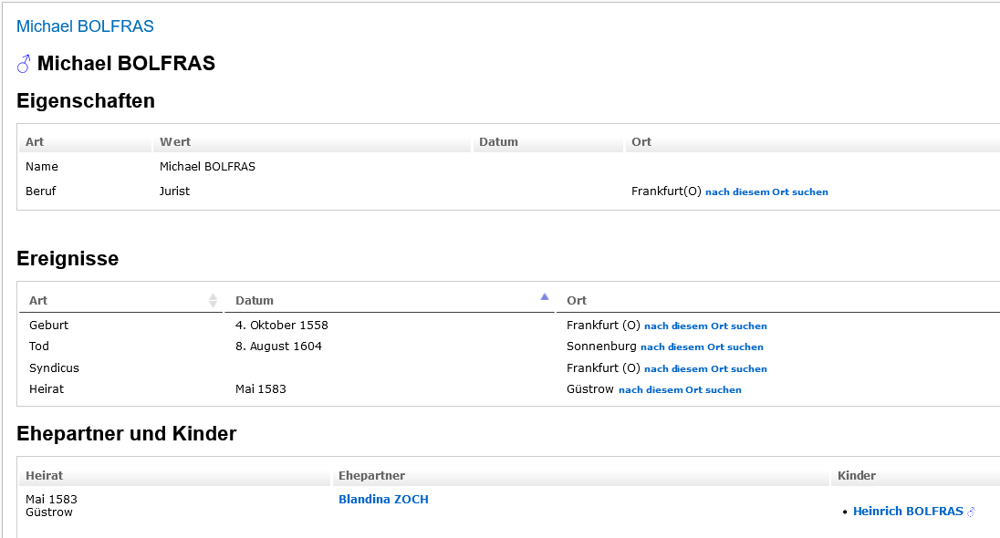 Michael BOLFRAS
♂ Michael BOLFRAS
Eigenschaften
Art Wert Datum Ort
Name Michael BOLFRAS
Beruf Jurist Frankfurt(O) nach diesem Ort suchen
Ereignisse
Art Datum Ort
Geburt 4. Oktober 1558 Frankfurt (O) nach diesem Ort suchen
Tod 8. August 1604 Sonnenburg nach diesem Ort suchen
Syndicus Frankfurt (O) nach diesem Ort suchen
Heirat Mai 1583 Güstrow nach diesem Ort suchen
Ehepartner und Kinder
Heirat Ehepartner Kinder
Mai 1583 Blandina ZOCH
Güstrow • Heinrich BOLFRAS ♂